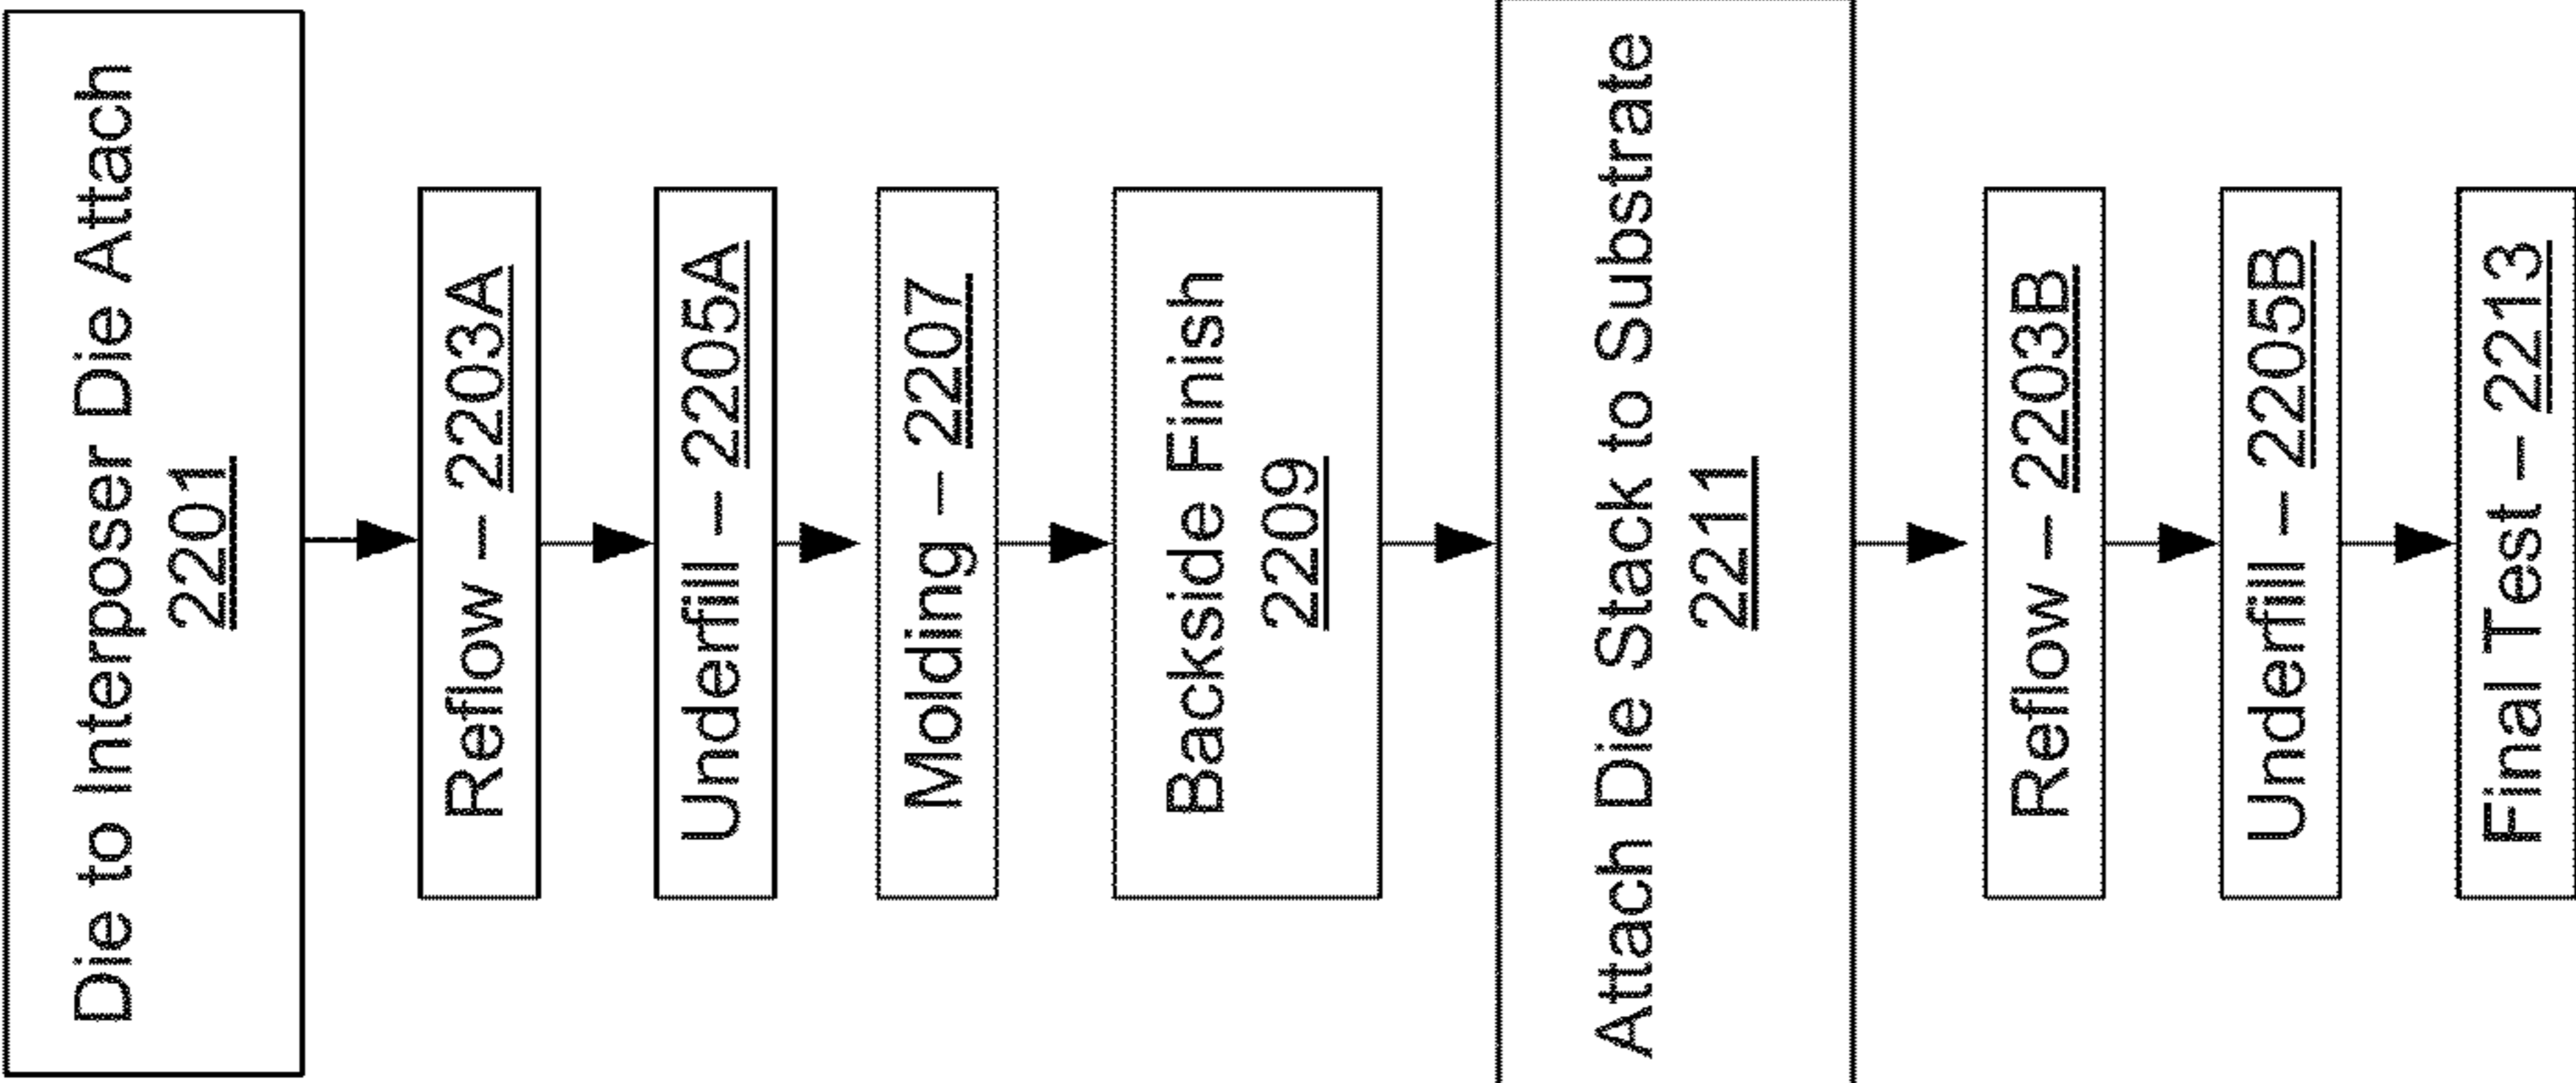 Die to Interposer Die Attach
2201
Reflow – 2203A
Underfill – 2205A
Molding – 2207
Backside Finish
2209
Attach Die Stack to Substrate
2211
Reflow – 2203B
Underfill – 2205B
Final Test – 2213